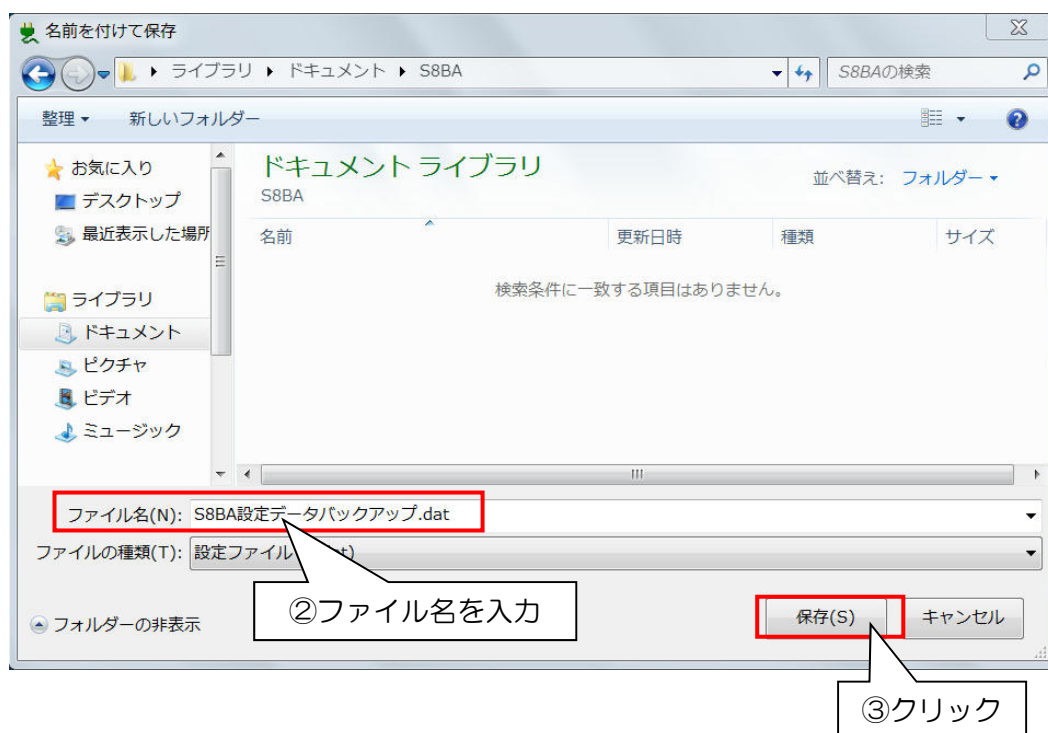 名前を付けて保存
ライブラリ ▸ ドキュメント ▸ S8BA
S8BAの検索
整理
新しいフォルダー
お気に入り
デスクトップ
最近表示した場所
ライブラリ
ドキュメント
ピクチャ
ビデオ
ミュージック
ドキュメント ライブラリ
S8BA
並べ替え: フォルダー
名前 更新日時 種類 サイズ
検索条件に一致する項目はありません。
ファイル名(N): S8BA設定データバックアップ.dat
ファイルの種類(T): 設定ファイル
②ファイル名を入力
フォルダーの非表示
保存(S)
キャンセル
③クリック